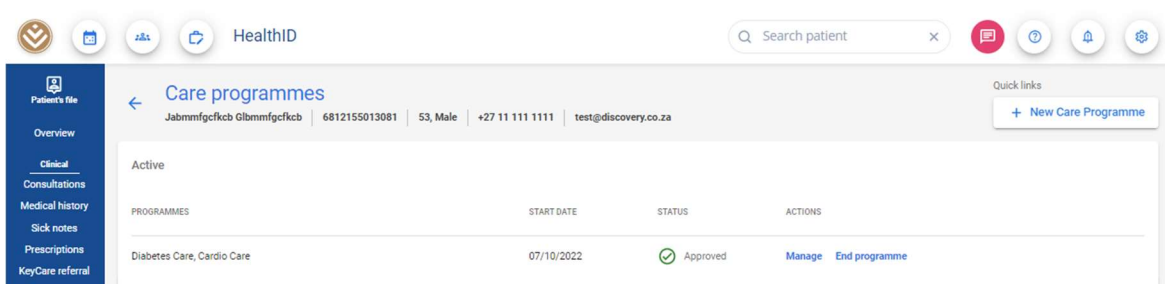 HealthID
Search patient
Patient's file
Overview
Clinical
Consultations
Medical history
Sick notes
Prescriptions
KeyCare referral
Care programmes
Jabmmfgcfkcb Glbmmfgcfkcb 6812155013081 53, Male +27 11 111 1111 test@discovery.co.za
Quick links
+ New Care Programme
Active
PROGRAMMES START DATE STATUS ACTIONS
Diabetes Care, Cardio Care 07/10/2022 Approved Manage End programme